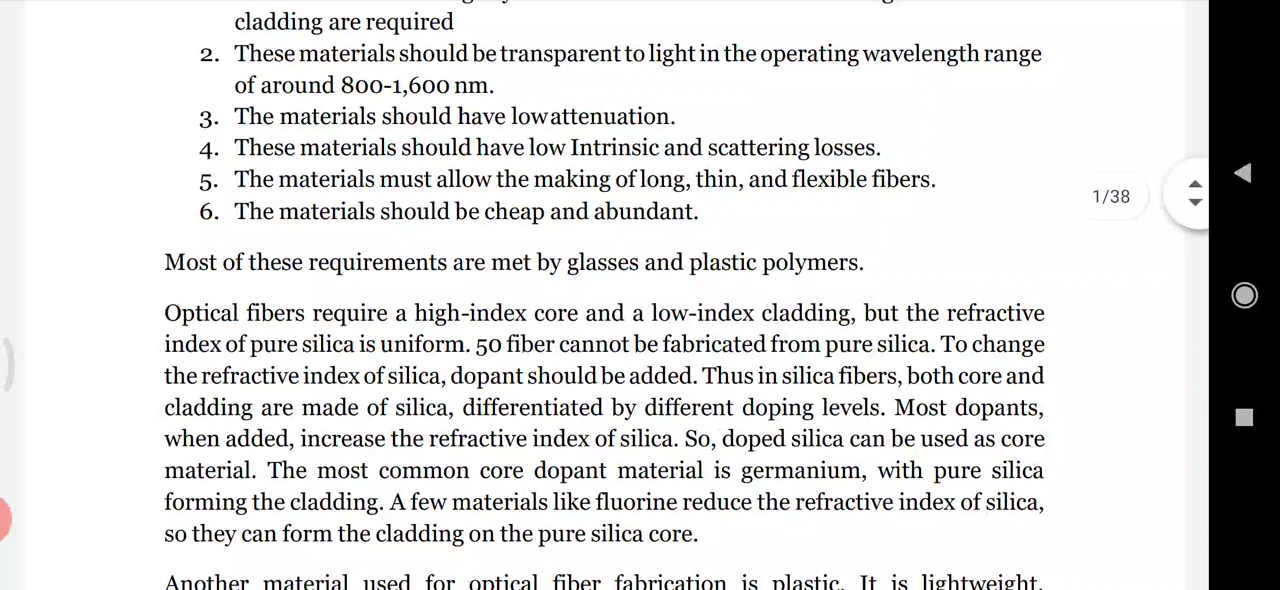 cladding are required
2. These materials should be transparent to light in the operating wavelength range
of around 800-1,600 nm.
3. The materials should have low attenuation.
4. These materials should have low Intrinsic and scattering losses.
5. The materials must allow the making of long, thin, and flexible fibers.
6. The materials should be cheap and abundant.
1/38
Most of these requirements are met by glasses and plastic polymers.
Optical fibers require a high-index core and a low-index cladding, but the refractive
index of pure silica is uniform. 50 fiber cannot be fabricated from pure silica. To change
the refractive index of silica, dopant should be added. Thus in silica fibers, both core and
cladding are made of silica, differentiated by different doping levels. Most dopants,
when added, increase the refractive index of silica. So, doped silica can be used as core
material. The most common core dopant material is germanium, with pure silica
forming the cladding. A few materials like fluorine reduce the refractive index of silica,
so they can form the cladding on the pure silica core.
Another material used for optical fiber fabrication is plastic. It is lightweight,